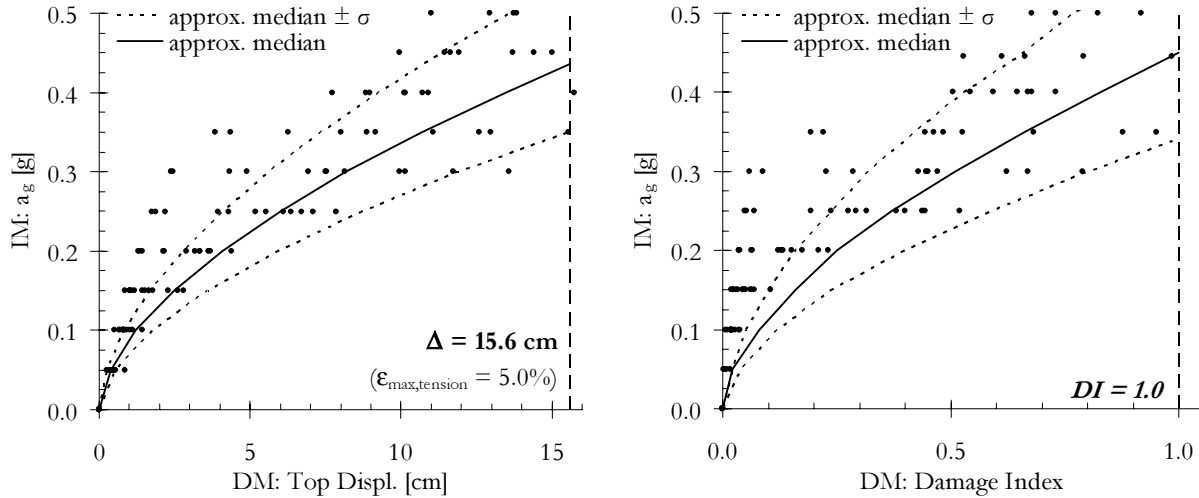 0.5
approx. median ± σ
approx. median
0.4
0.3
0.2
0.1
0.0
IM: ag [g]
Δ = 15.6 cm
(εmax,tension = 5.0%)
0 5 10 15
DM: Top Displ. [cm]
0.5
approx. median ± σ
approx. median
0.4
0.3
0.2
0.1
0.0
IM: ag [g]
DI = 1.0
0.0 0.5 1.0
DM: Damage Index